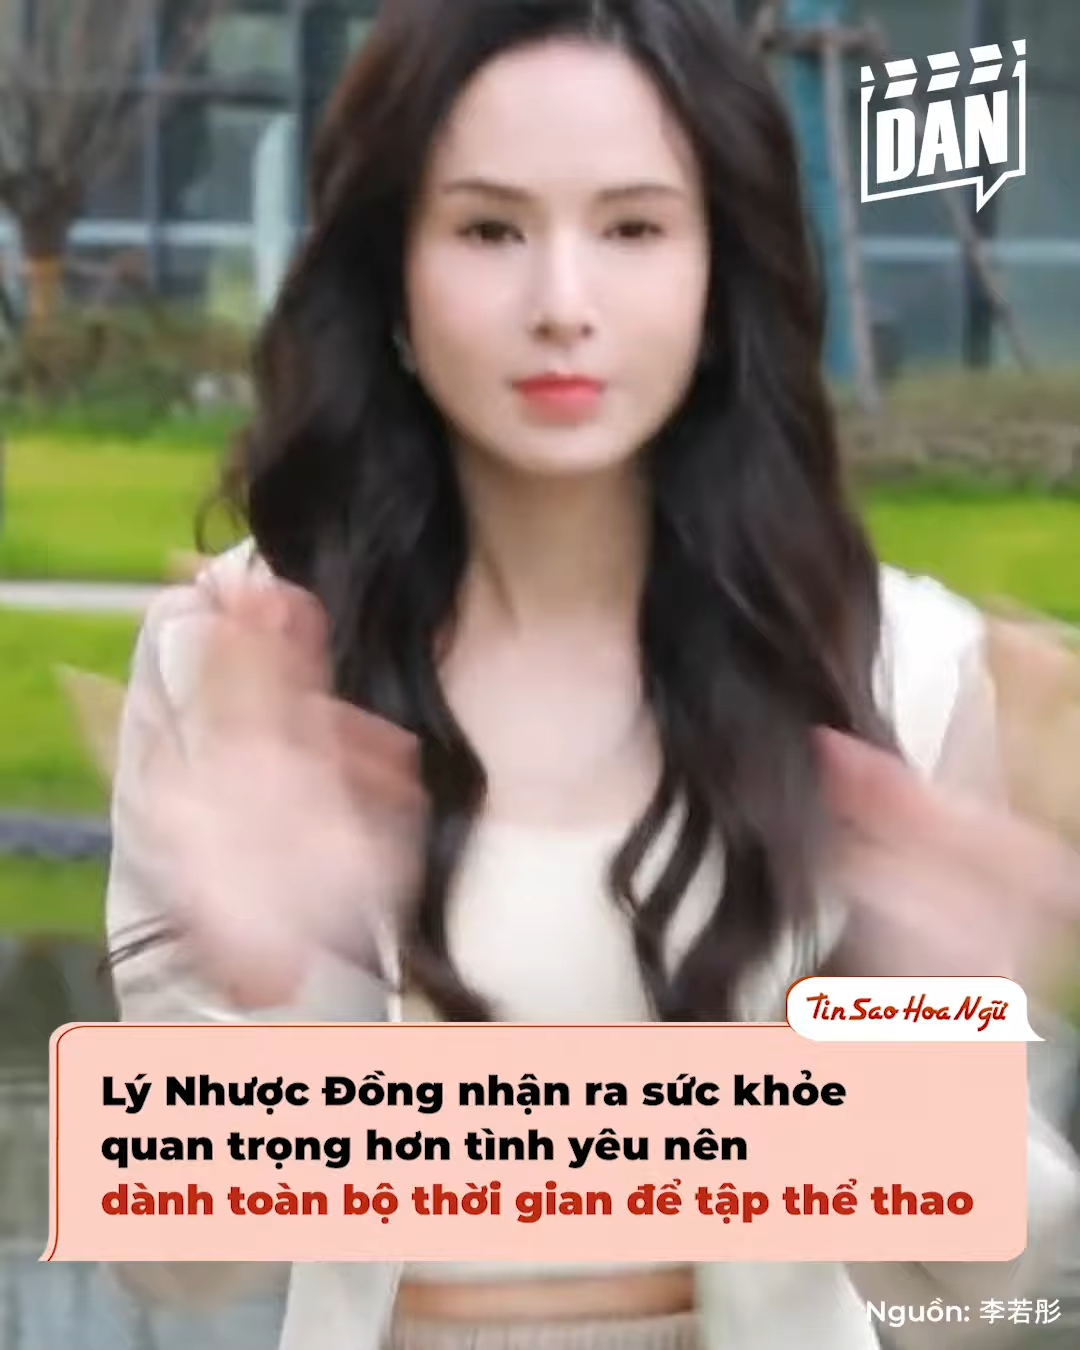 DAN
Tin Sao Hoa Ngữ
Lý Nhược Đồng nhận ra sức khỏe
quan trọng hơn tình yêu nên
dành toàn bộ thời gian để tập thể thao
Nguồn: 李若彤